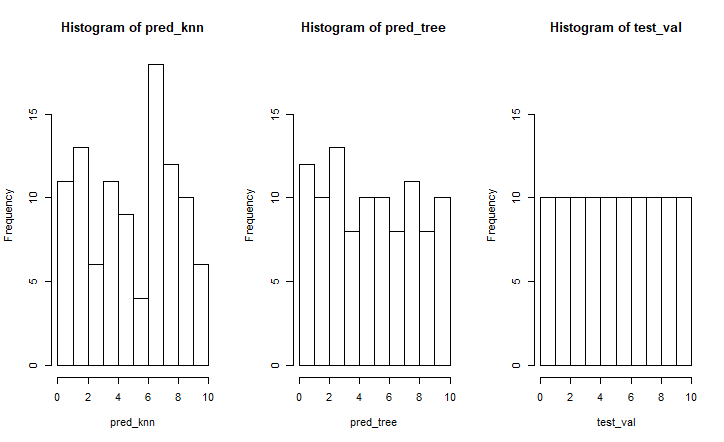 Histogram of pred_knn
Frequency
15
10
5
0
0 2 4 6 8 10
pred_knn
Histogram of pred_tree
Frequency
15
10
5
0
0 2 4 6 8 10
pred_tree
Histogram of test_val
Frequency
15
10
5
0
0 2 4 6 8 10
test_val